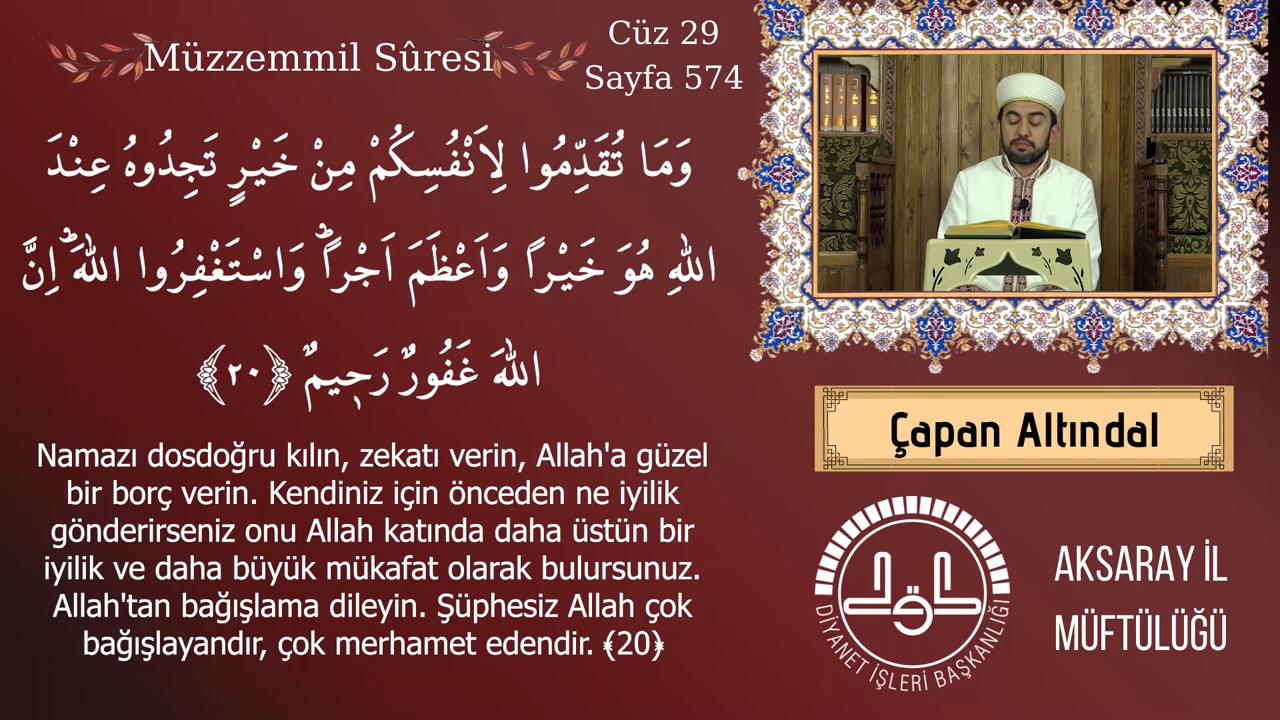 Müzzemmil Sûresi
Cüz 29
Sayfa 574
وَمَا تُقَدِّمُوا لِاَنْفُسِكُمْ مِنْ خَيْرٍ تَجِدُوهُ عِنْدَ
اللّٰهِ هُوَ خَيْراً وَاَعْظَمَ اَجْراًۜ وَاسْتَغْفِرُوا اللّٰهَۜ اِنَّ
اللّٰهَ غَفُورٌ رَحٖيمٌ ﴿٢٠﴾
Namazı dosdoğru kılın, zekatı verin, Allah'a güzel
bir borç verin. Kendiniz için önceden ne iyilik
gönderirseniz onu Allah katında daha üstün bir
iyilik ve daha büyük mükafat olarak bulursunuz.
Allah'tan bağışlama dileyin. Şüphesiz Allah çok
bağışlayandır, çok merhamet edendir. ﴾20﴿
Çapan Altındal
DİYANET İŞLERİ BAŞKANLIĞI
AKSARAY İL
MÜFTÜLÜĞÜ